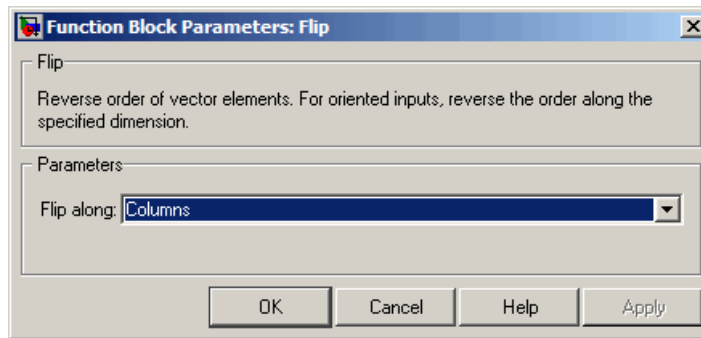 Function Block Parameters: Flip
Flip
Reverse order of vector elements. For oriented inputs, reverse the order along the
specified dimension.
Parameters
Flip along: Columns
OK Cancel Help Apply